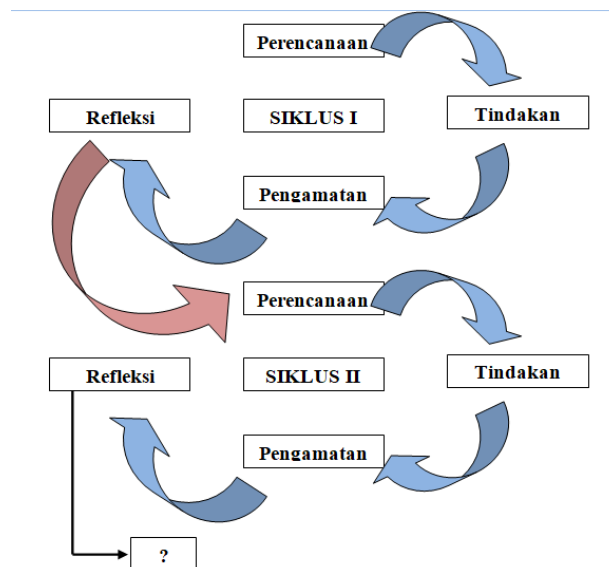 Perencanaan
Refleksi
SIKLUS I
Tindakan
Pengamatan
Perencanaan
Refleksi
SIKLUS II
Tindakan
Pengamatan
?